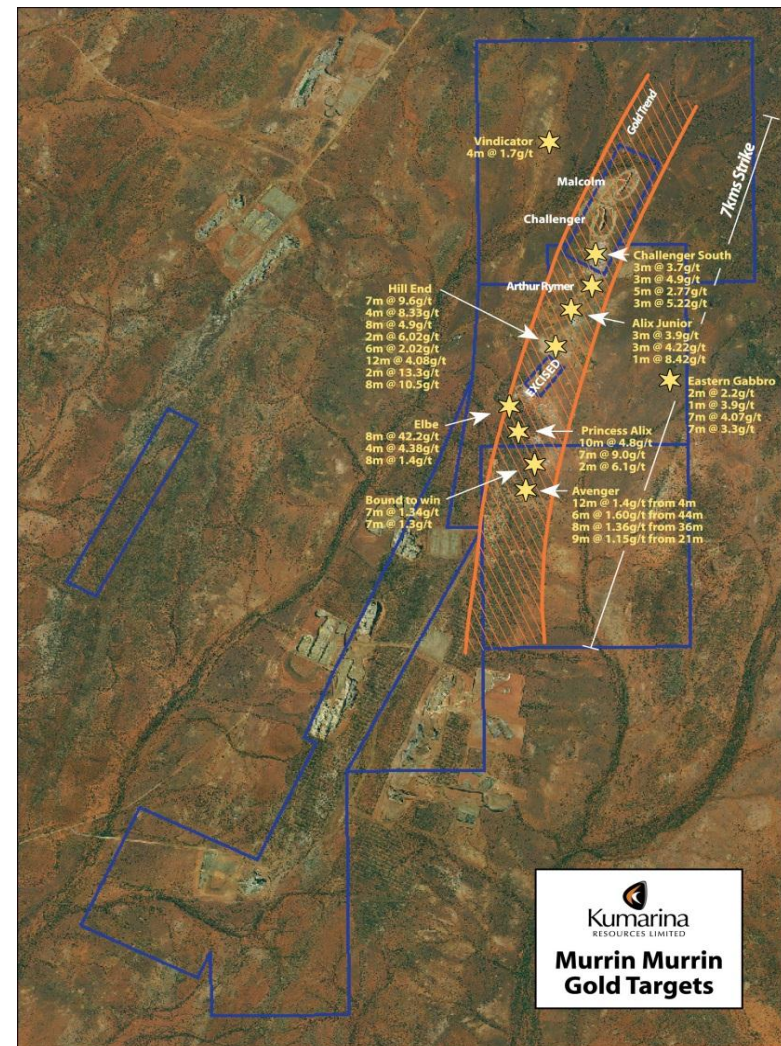 Gold Trend
7kms Strike
Vindicator
4m @ 1.7g/t
Malcolm
Challenger
Challenger South
3m @ 3.7g/t
3m @ 4.9g/t
5m @ 2.77g/t
3m @ 5.22g/t
Arthur Rymer
Hill End
7m @ 9.6g/t
4m @ 8.33g/t
8m @ 4.9g/t
2m @ 6.02g/t
6m @ 2.02g/t
12m @ 4.08g/t
2m @ 13.3g/t
8m @ 10.5g/t
Alix Junior
3m @ 3.9g/t
3m @ 4.22g/t
1m @ 8.42g/t
EXCISED
Eastern Gabbro
2m @ 2.2g/t
1m @ 3.9g/t
7m @ 4.07g/t
7m @ 3.3g/t
Elbe
8m @ 42.2g/t
4m @ 4.38g/t
8m @ 1.4g/t
Princess Alix
10m @ 4.8g/t
7m @ 9.0g/t
2m @ 6.1g/t
Bound to win
7m @ 1.34g/t
7m @ 1.3g/t
Avenger
12m @ 1.4g/t from 4m
6m @ 1.60g/t from 44m
8m @ 1.36g/t from 36m
9m @ 1.15g/t from 21m
Kumarina
RESOURCES LIMITED
Murrin Murrin
Gold Targets